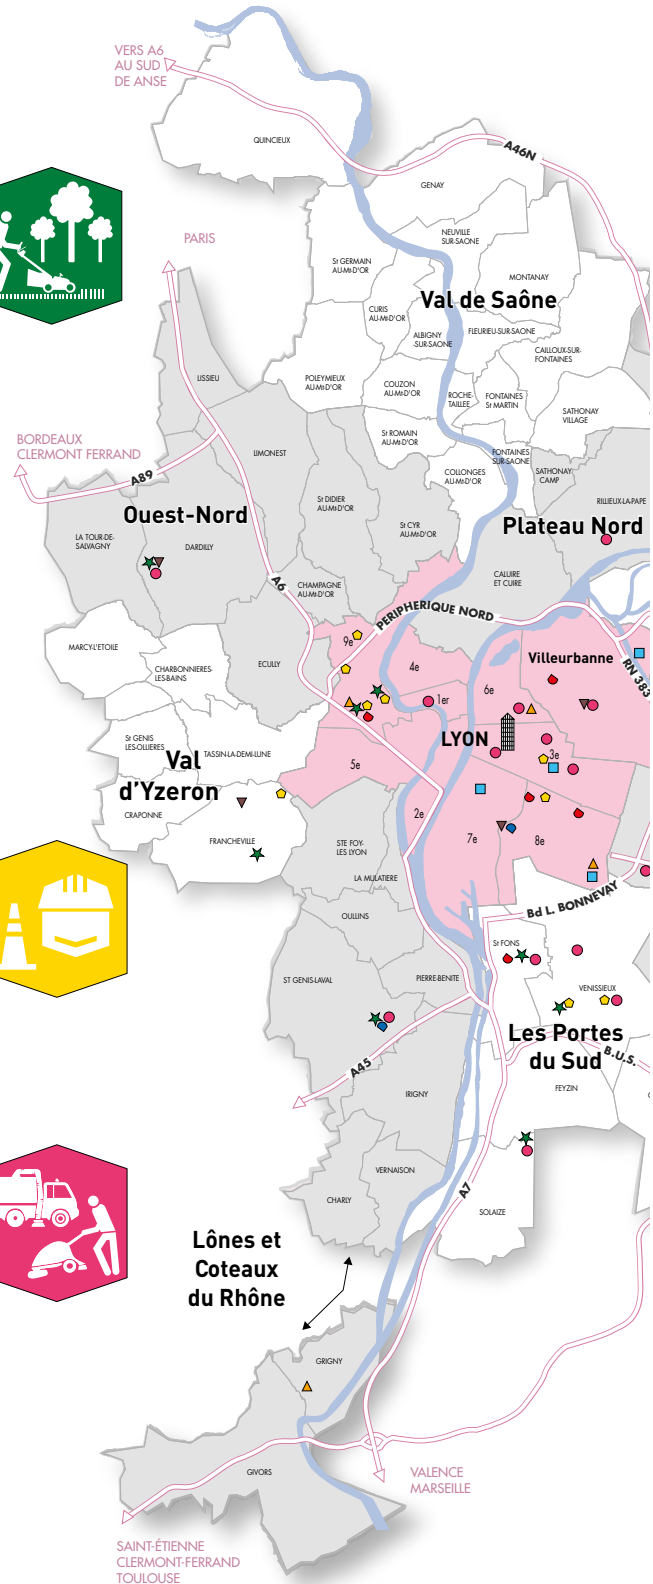 VERS A6
AU SUD
DE ANSE
QUINCIEUX
A46N
GENAY
PARIS
NEUVILLE
SUR-SAONE
St GERMAIN
AU-Mt-D'OR
MONTANAY
Val de Saône
CURIS
AU-Mt-D'OR
ALBIGNY
-SUR-SAONE
FLEURIEU-SUR-SAONE
CAILLOUX-SUR-
FONTAINES
LISSIEU
POLEYMIEUX
AU-Mt-D'OR
COUZON
AU-Mt-D'OR
ROCHE-
TAILLEE
FONTAINES
St MARTIN
SATHONAY
VILLAGE
BORDEAUX
CLERMONT FERRAND
St ROMAIN
AU-Mt-D'OR
LIMONEST
FONTAINES
SUR-SAONE
A89
COLLONGES
AU-Mt-D'OR
SATHONAY
CAMP
St DIDIER
AU-Mt-D'OR
RILLIEUX-LA-PAPE
Ouest-Nord
St CYR
AU-Mt-D'OR
Plateau Nord
LA TOUR-DE-
SALVAGNY
DARDILLY
A6
CHAMPAGNE
AU-Mt-D'OR
CALUIRE
ET CUIRE
PERIPHERIQUE NORD
MARCY-L'ETOILE
9e
CHARBONNIERES-
LES-BAINS
ECULLY
4e
Villeurbanne
RN 383
6e
1er
St GENIS
LES-OLLIERES
TASSIN-LA-DEMI-LUNE
LYON
3e
Val
d'Yzeron
5e
CRAPONNE
2e
FRANCHEVILLE
STE FOY-
LES LYON
7e
8e
LA MULATIERE
OULLINS
Bd L. BONNEVAY
St FONS
ST GENIS-LAVAL
PIERRE-BENITE
VENISSIEUX
Les Portes
du Sud
B.U.S.
A45
FEYZIN
IRIGNY
VERNAISON
CHARLY
A7
SOLAIZE
Lônes et
Coteaux
du Rhône
GRIGNY
GIVORS
VALENCE
MARSEILLE
SAINT-ÉTIENNE
CLERMONT-FERRAND
TOULOUSE